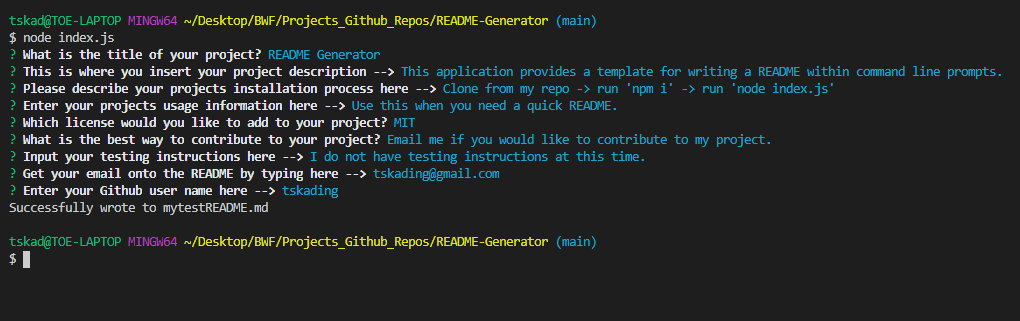 tskad@TOE-LAPTOP MINGW64 ~/Desktop/BWF/Projects_Github_Repos/README-Generator (main)
$ node index.js
? What is the title of your project? README Generator
? This is where you insert your project description --> This application provides a template for writing a README within command line prompts.
? Please describe your projects installation process here --> Clone from my repo -> run 'npm i' -> run 'node index.js'
? Enter your projects usage information here --> Use this when you need a quick README.
? Which license would you like to add to your project? MIT
? What is the best way to contribute to your project? Email me if you would like to contribute to my project.
? Input your testing instructions here --> I do not have testing instructions at this time.
? Get your email onto the README by typing here --> tskading@gmail.com
? Enter your Github user name here --> tskading
Successfully wrote to mytestREADME.md
tskad@TOE-LAPTOP MINGW64 ~/Desktop/BWF/Projects_Github_Repos/README-Generator (main)
$